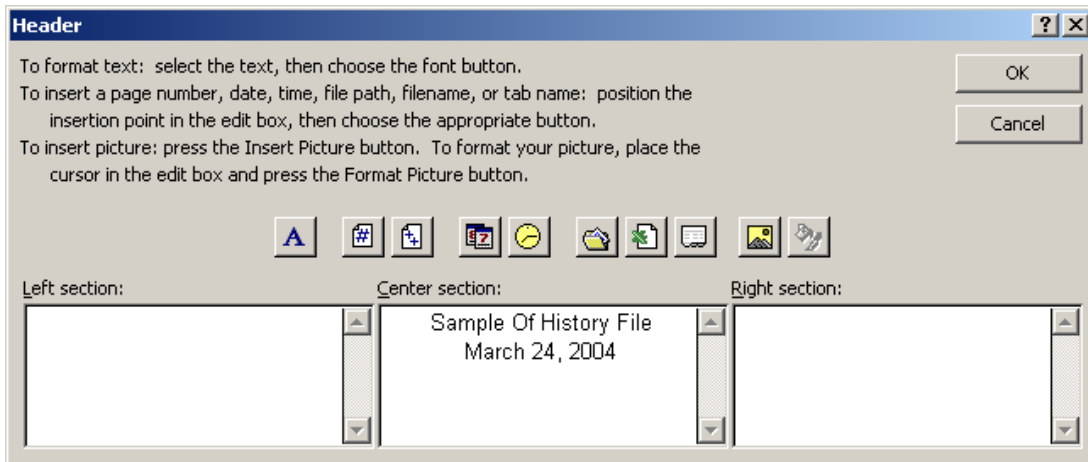 Header
To format text: select the text, then choose the font button.
To insert a page number, date, time, file path, filename, or tab name: position the
insertion point in the edit box, then choose the appropriate button.
To insert picture: press the Insert Picture button. To format your picture, place the
cursor in the edit box and press the Format Picture button.
OK
Cancel
Left section:
Center section:
Right section:
Sample Of History File
March 24, 2004